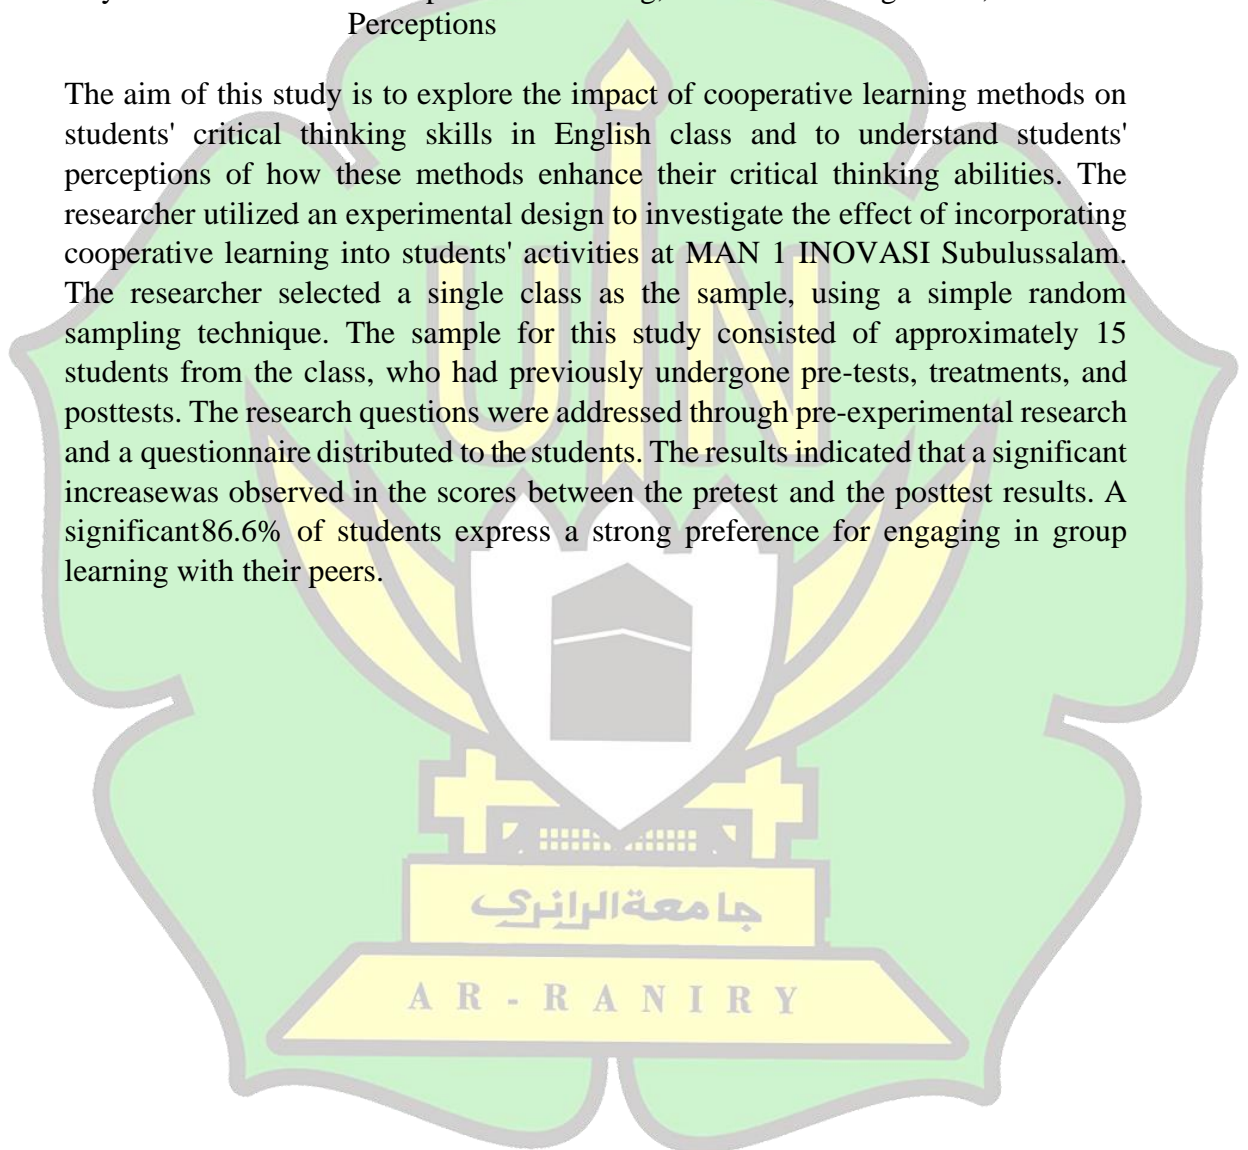 Perceptions
The aim of this study is to explore the impact of cooperative learning methods on
students' critical thinking skills in English class and to understand students'
perceptions of how these methods enhance their critical thinking abilities. The
researcher utilized an experimental design to investigate the effect of incorporating
cooperative learning into students' activities at MAN 1 INOVASI Subulussalam.
The researcher selected a single class as the sample, using a simple random
sampling technique. The sample for this study consisted of approximately 15
students from the class, who had previously undergone pre-tests, treatments, and
posttests. The research questions were addressed through pre-experimental research
and a questionnaire distributed to the students. The results indicated that a significant
increasewas observed in the scores between the pretest and the posttest results. A
significant86.6% of students express a strong preference for engaging in group
learning with their peers.
UIN
جامعةالرانري
AR-RANIRY